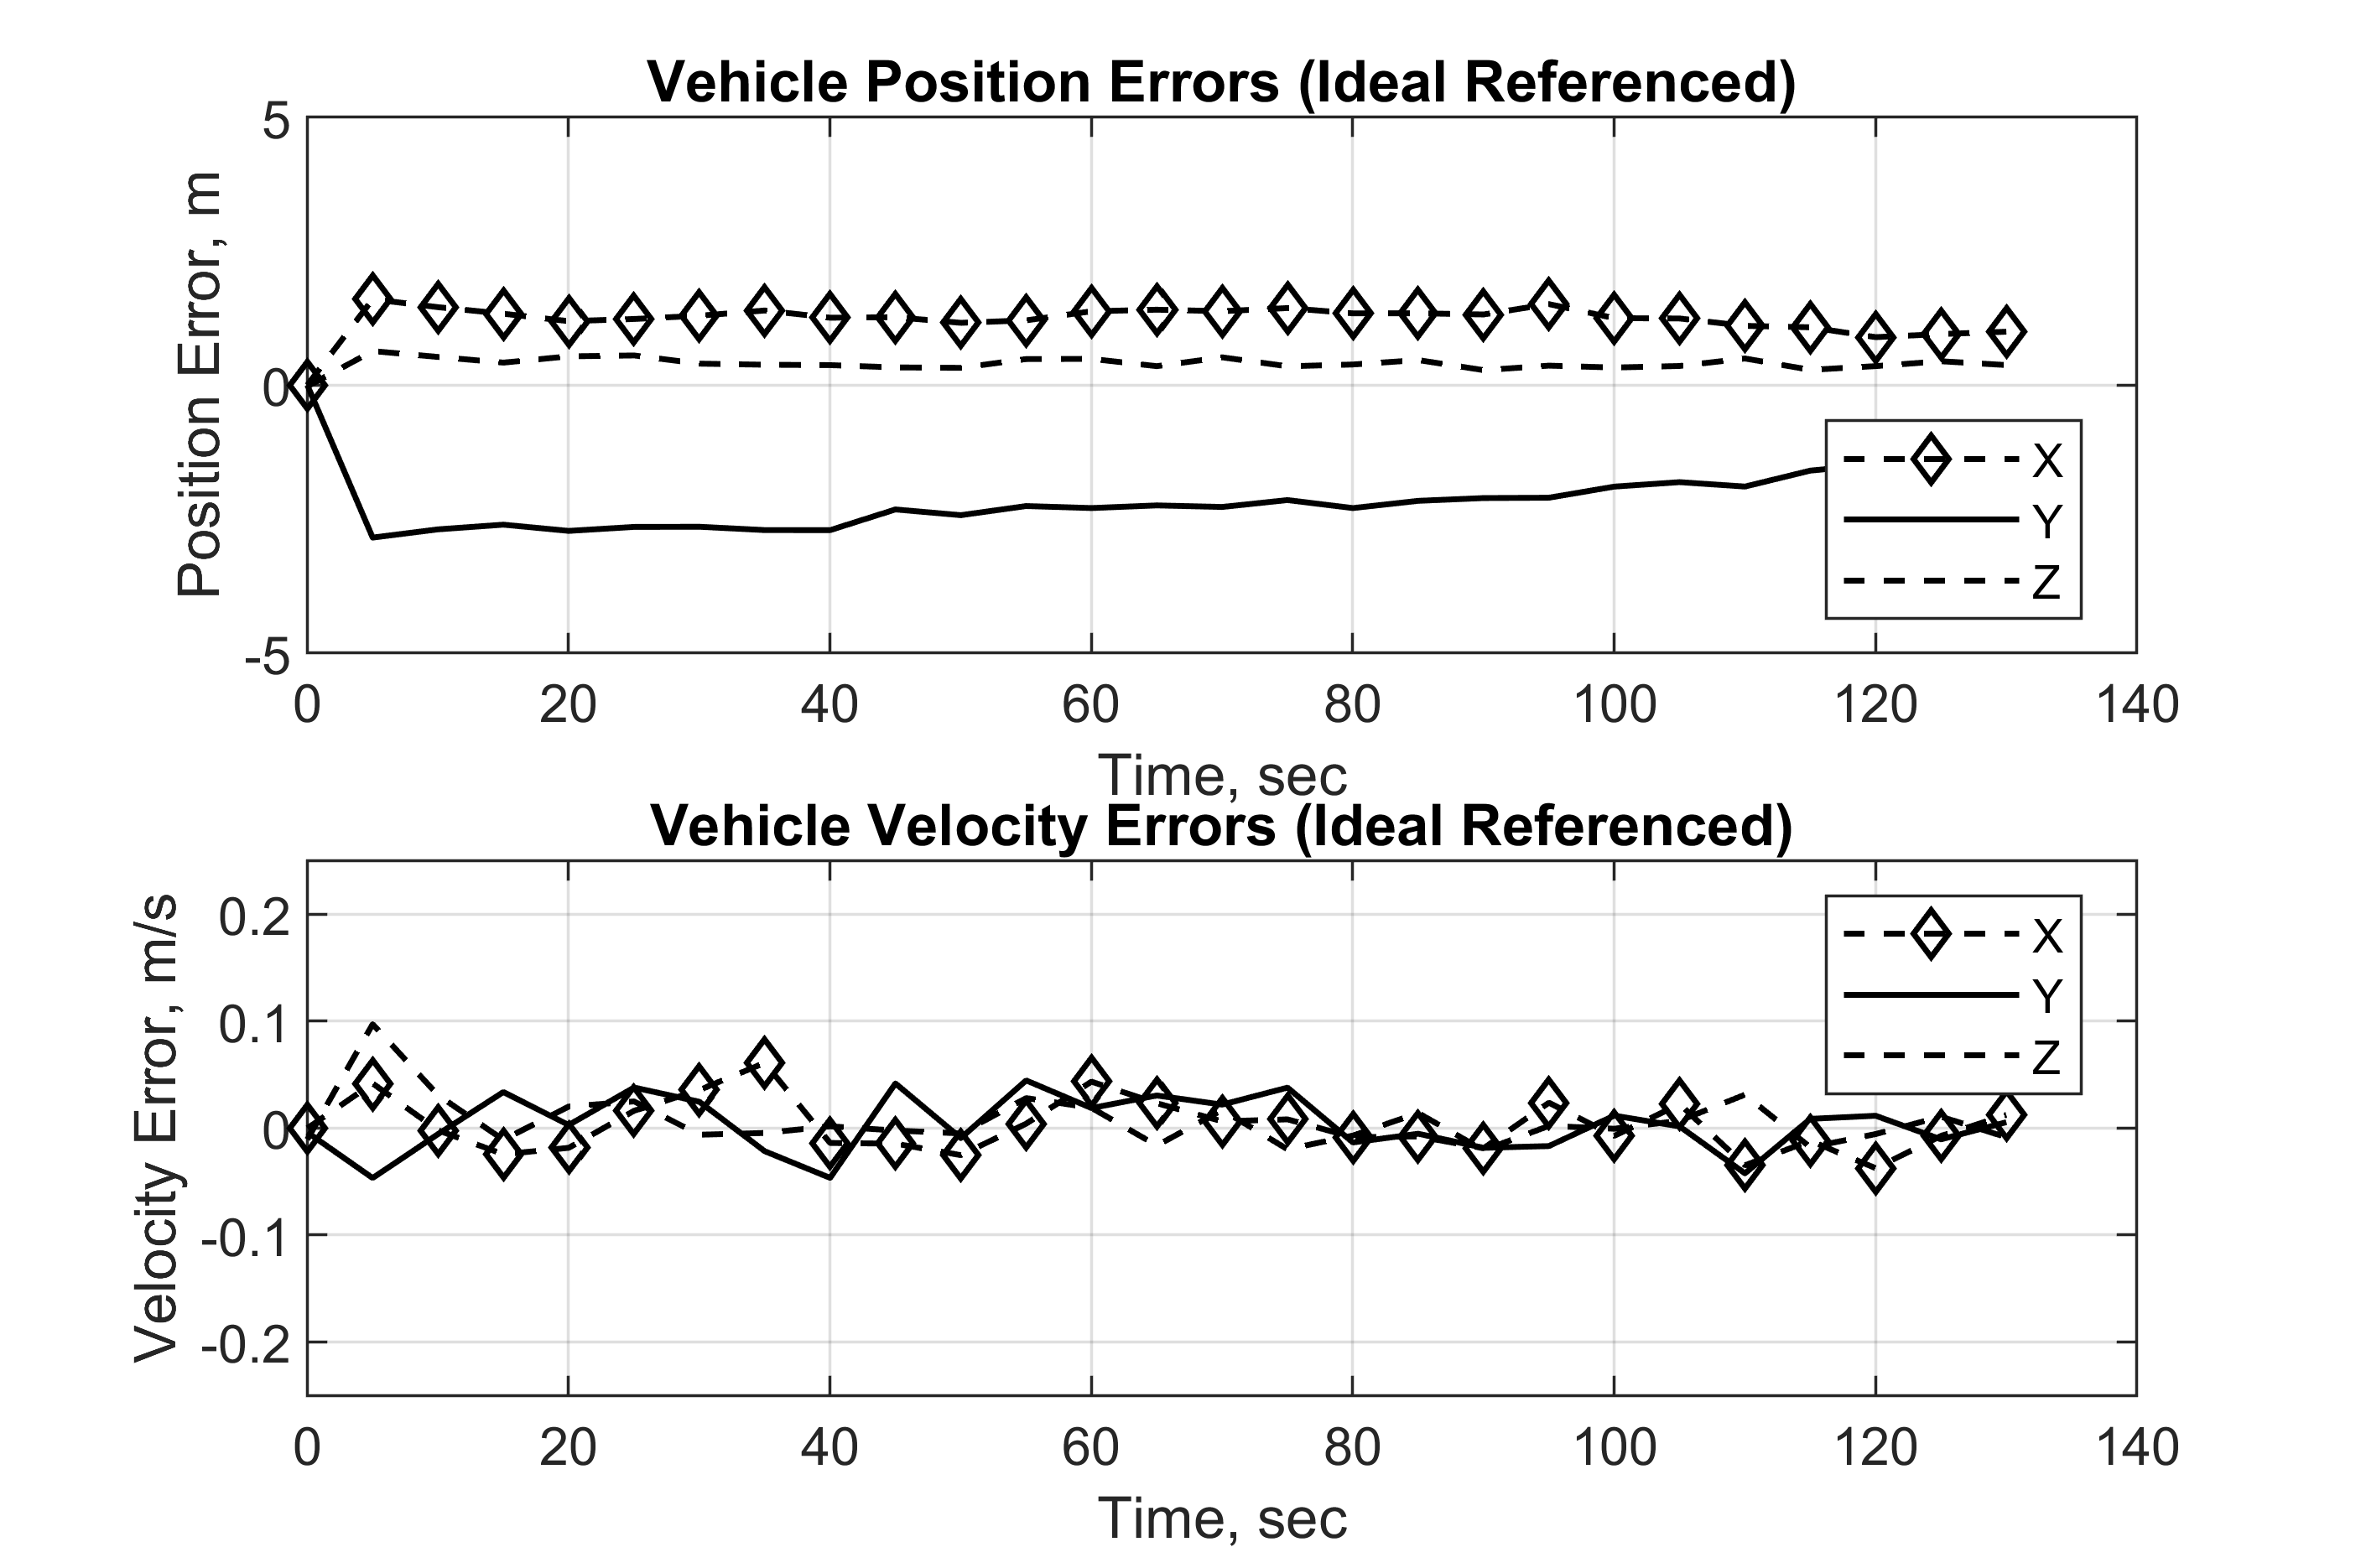 Vehicle Position Errors (Ideal Referenced)
Position Error, m
5
0
-5
X
Y
Z
0 20 40 60 80 100 120 140
Time, sec
Vehicle Velocity Errors (Ideal Referenced)
Velocity Error, m/s
0.2
0.1
0
-0.1
-0.2
X
Y
Z
0 20 40 60 80 100 120 140
Time, sec